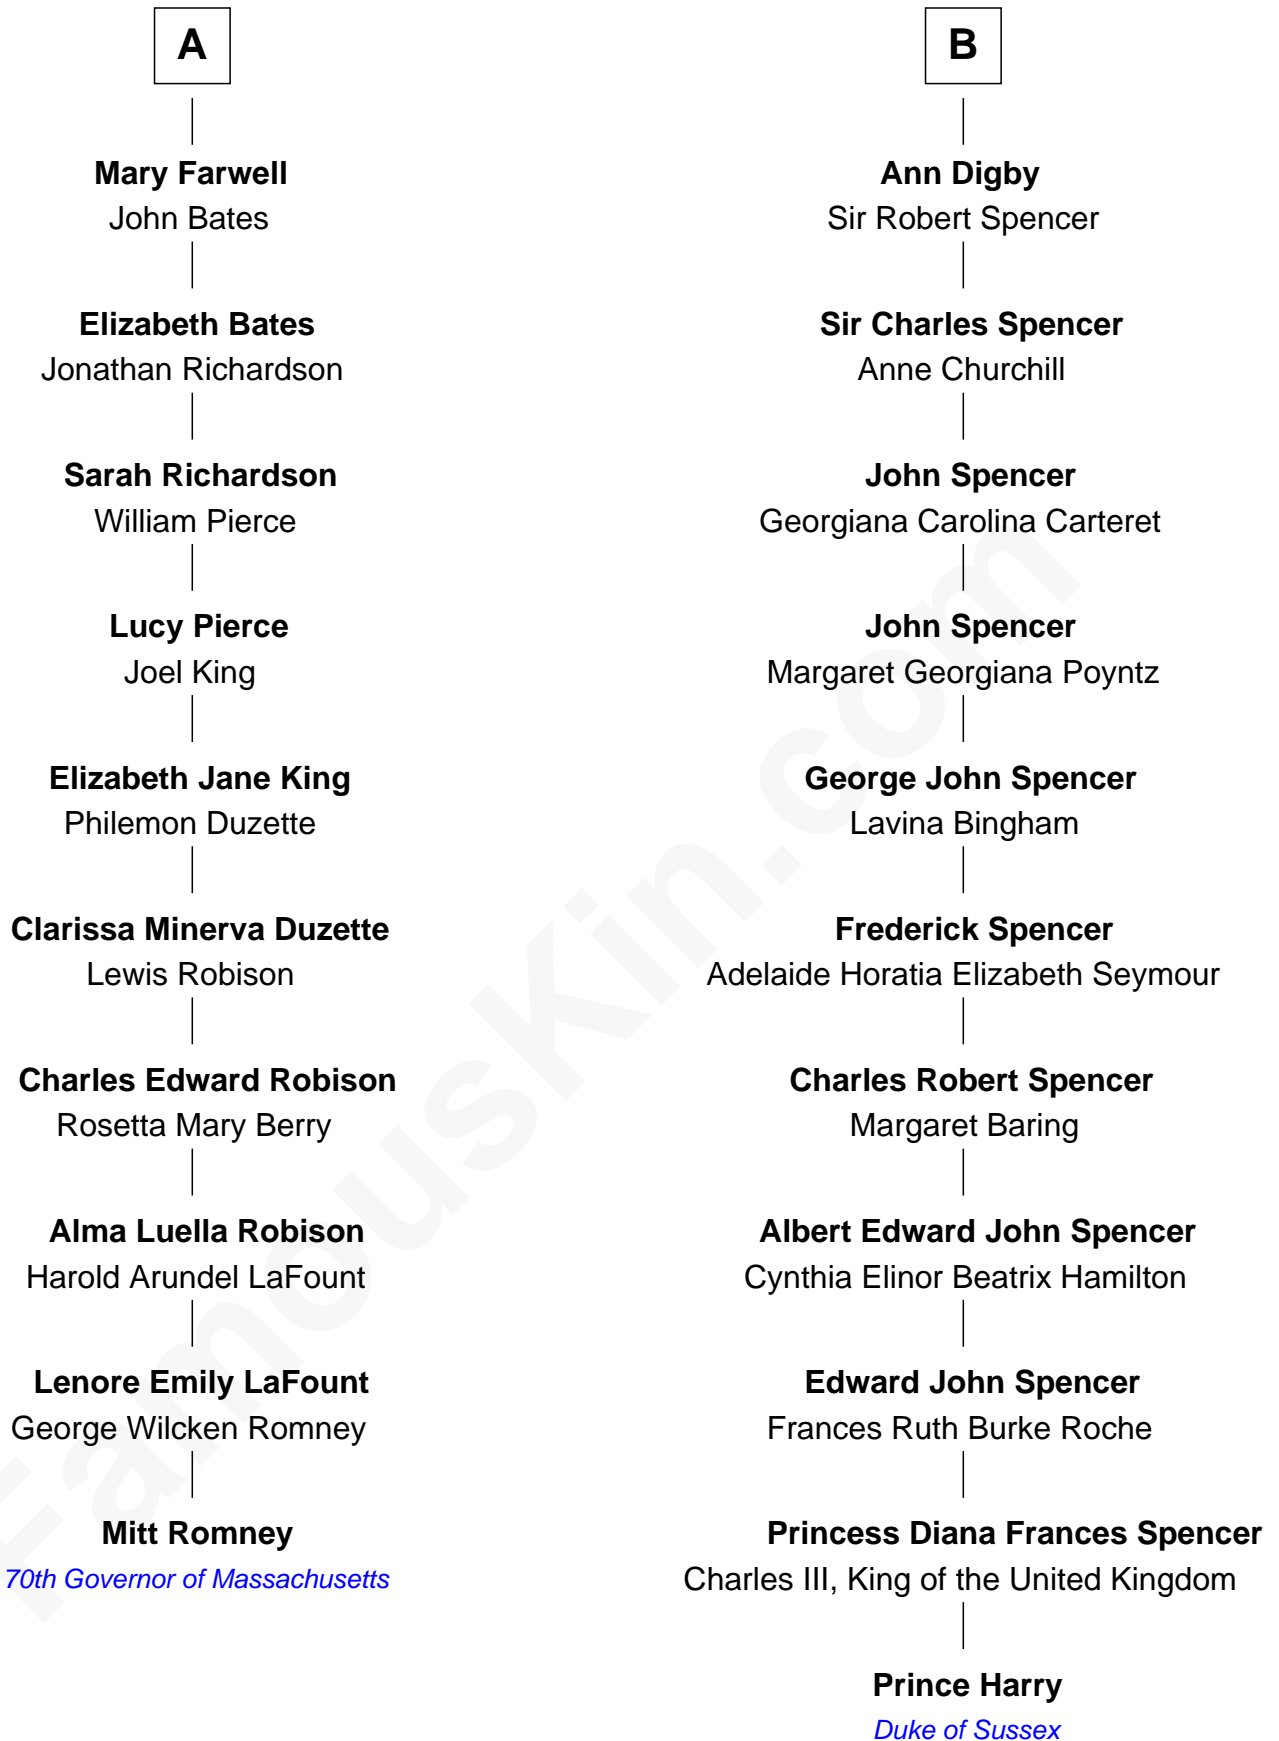 A
Mary Farwell
John Bates
Elizabeth Bates
Jonathan Richardson
Sarah Richardson
William Pierce
Lucy Pierce
Joel King
Elizabeth Jane King
Philemon Duzette
Clarissa Minerva Duzette
Lewis Robison
Charles Edward Robison
Rosetta Mary Berry
Alma Luella Robison
Harold Arundel LaFount
Lenore Emily LaFount
George Wilcken Romney
Mitt Romney
70th Governor of Massachusetts
B
Ann Digby
Sir Robert Spencer
Sir Charles Spencer
Anne Churchill
John Spencer
Georgiana Carolina Carteret
John Spencer
Margaret Georgiana Poyntz
George John Spencer
Lavina Bingham
Frederick Spencer
Adelaide Horatia Elizabeth Seymour
Charles Robert Spencer
Margaret Baring
Albert Edward John Spencer
Cynthia Elinor Beatrix Hamilton
Edward John Spencer
Frances Ruth Burke Roche
Princess Diana Frances Spencer
Charles III, King of the United Kingdom
Prince Harry
Duke of Sussex
FamousKin.com